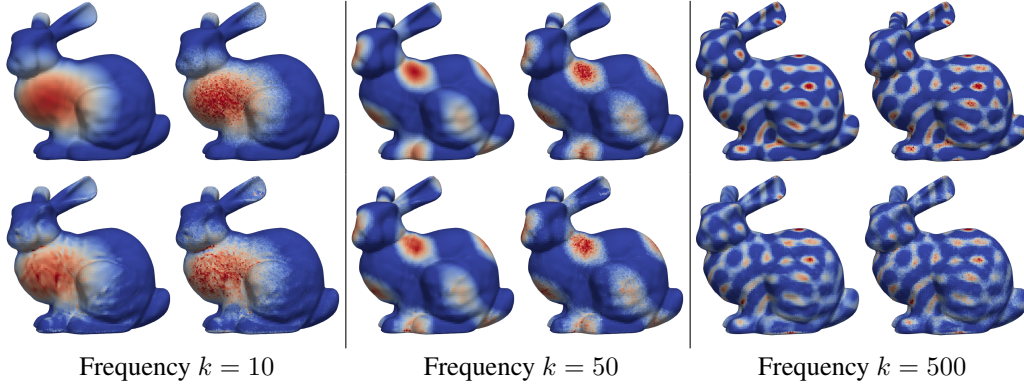 Frequency k = 10
Frequency k = 50
Frequency k = 500